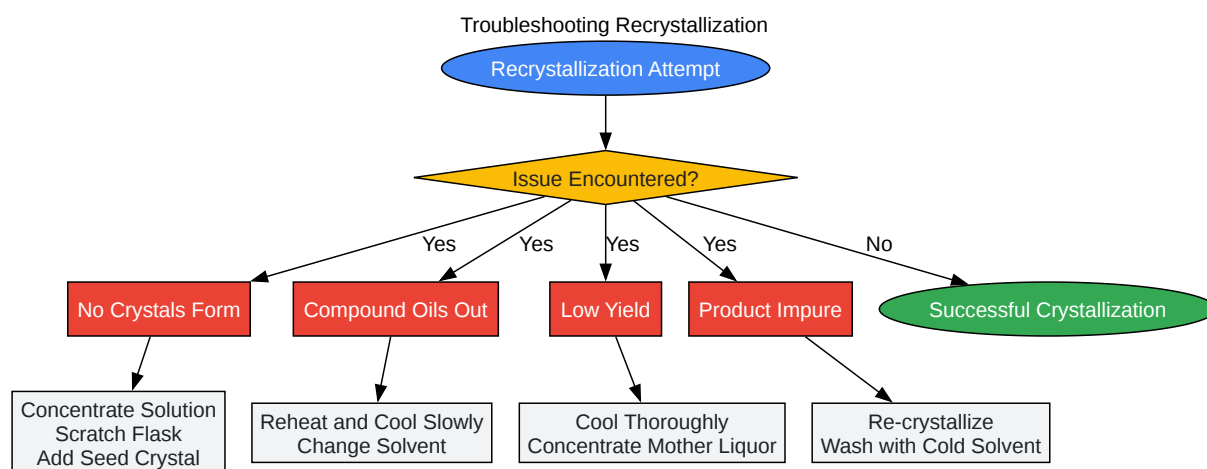 Troubleshooting Recrystallization
Recrystallization Attempt
Issue Encountered?
Yes
Yes
Yes
Yes
No
No Crystals Form
Compound Oils Out
Low Yield
Product Impure
Successful Crystallization
Concentrate Solution
Scratch Flask
Add Seed Crystal
Reheat and Cool Slowly
Change Solvent
Cool Thoroughly
Concentrate Mother Liquor
Re-crystallize
Wash with Cold Solvent